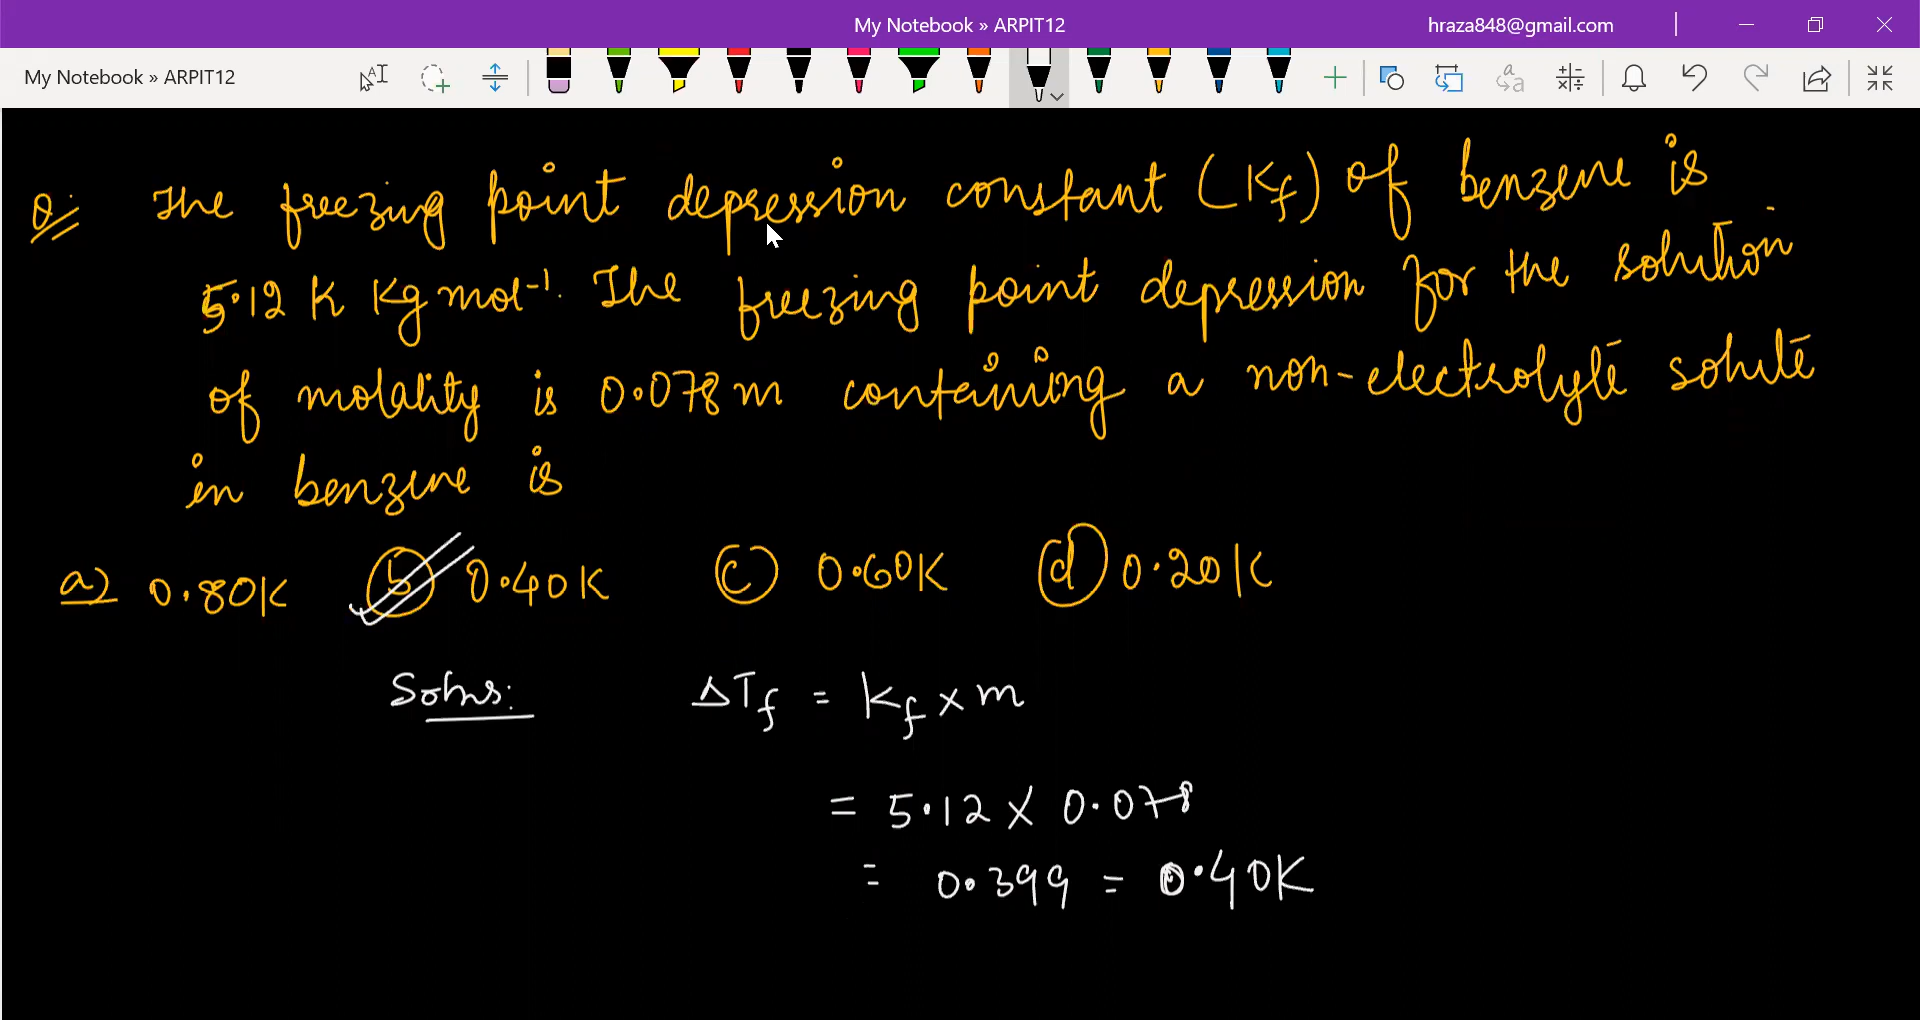 My Notebook » ARPIT12
hraza848@gmail.com
My Notebook » ARPIT12
Q: The freezing point depression constant (Kf) of benzene is
5.12 K Kg mol⁻¹. The freezing point depression for the solution
of molality is 0.078 m containing a non-electrolyte solute
in benzene is
a) 0.80K (b) 0.40K (c) 0.60K (d) 0.20K
Solns: ΔTf = Kf × m
= 5.12 × 0.078
= 0.399 = 0.40K